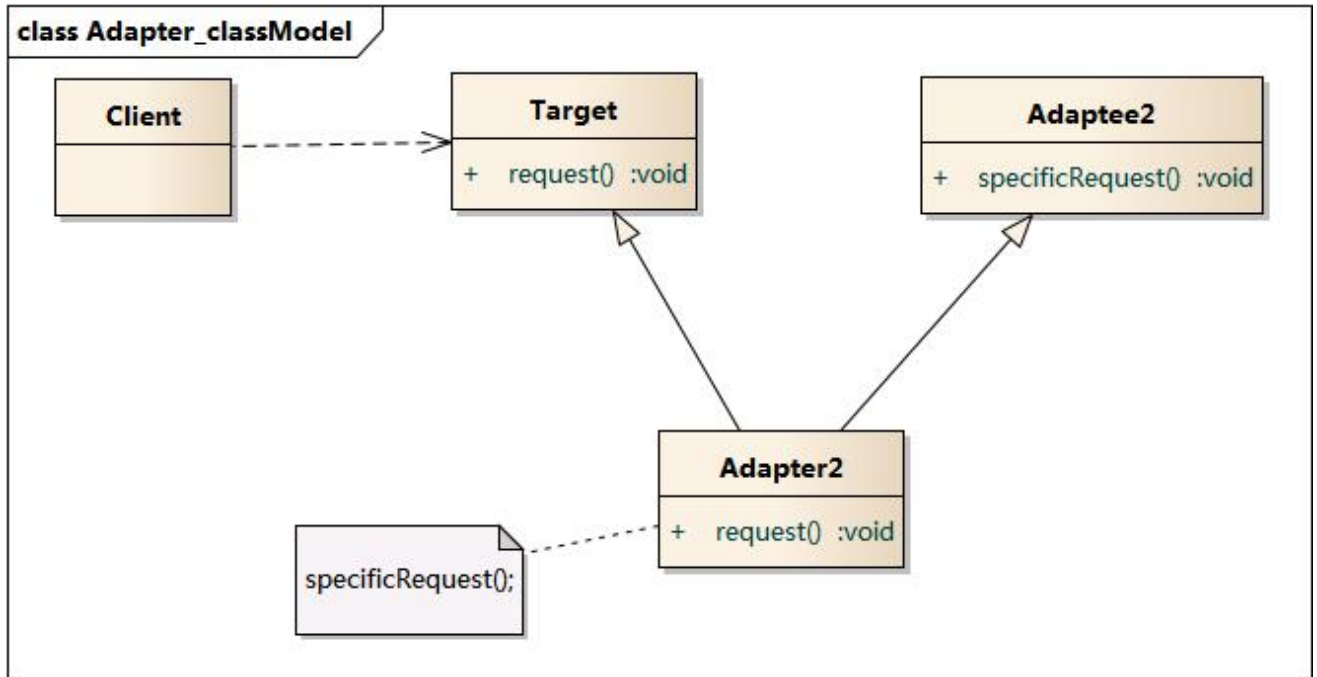 class Adapter_classModel
Client
Target
+ request() :void
Adaptee2
+ specificRequest() :void
Adapter2
+ request() :void
specificRequest();